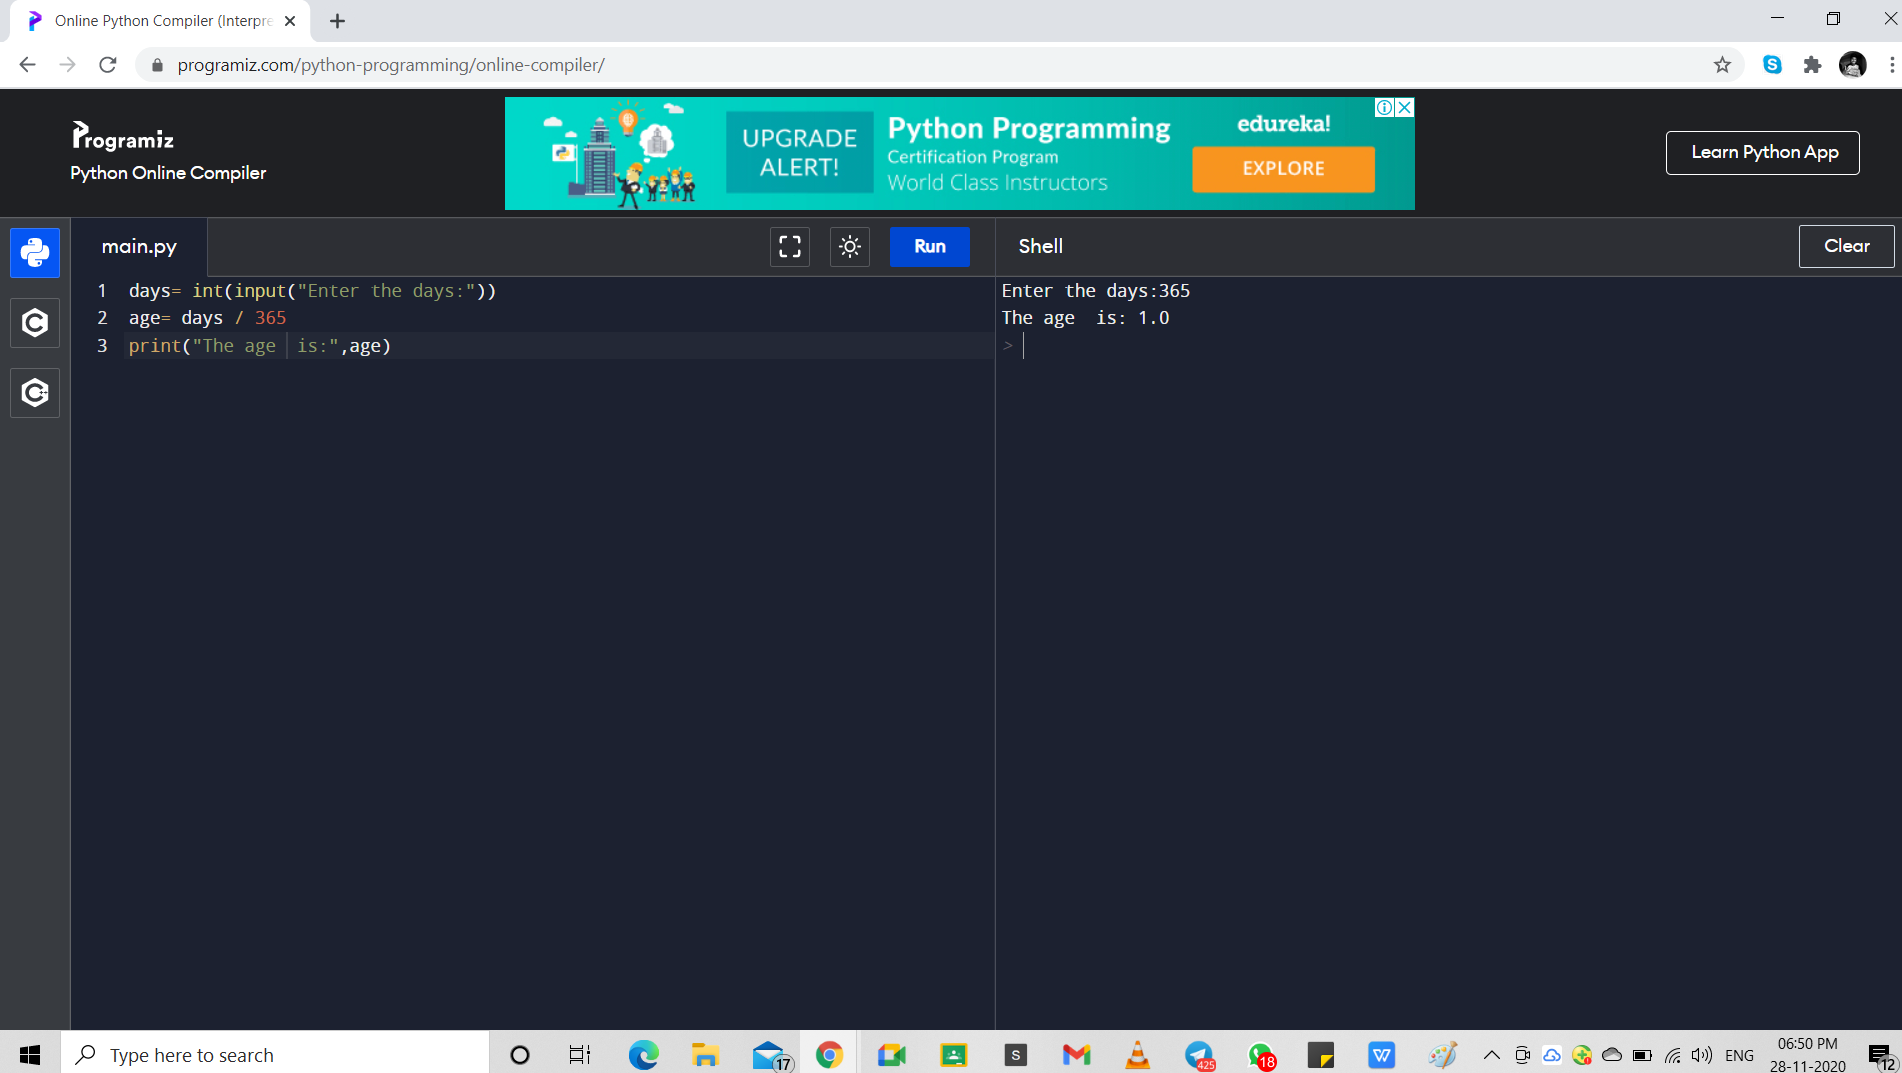 Online Python Compiler (Interpre
programiz.com/python-programming/online-compiler/
Programiz
Python Online Compiler
UPGRADE
ALERT!
Python Programming
Certification Program
World Class Instructors
edureka!
EXPLORE
Learn Python App
main.py
Run
Shell
Clear
1 days= int(input("Enter the days:"))
2 age= days / 365
3 print("The age  is:",age)
Enter the days:365
The age  is: 1.0
>
Type here to search
17
S
425
18
W
ENG
06:50 PM
28-11-2020
12